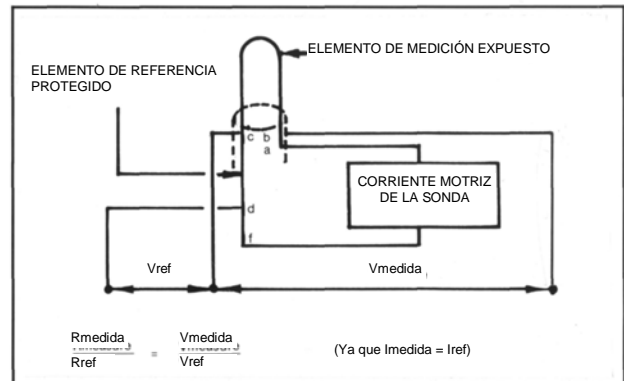 ELEMENTO DE MEDICIÓN EXPUESTO
ELEMENTO DE REFERENCIA
PROTEGIDO
c b
a
CORRIENTE MOTRIZ
DE LA SONDA
d
f
Vref
Vmedida
Rmedida Vmedida
= (Ya que Imedida = Iref)
Rref Vref